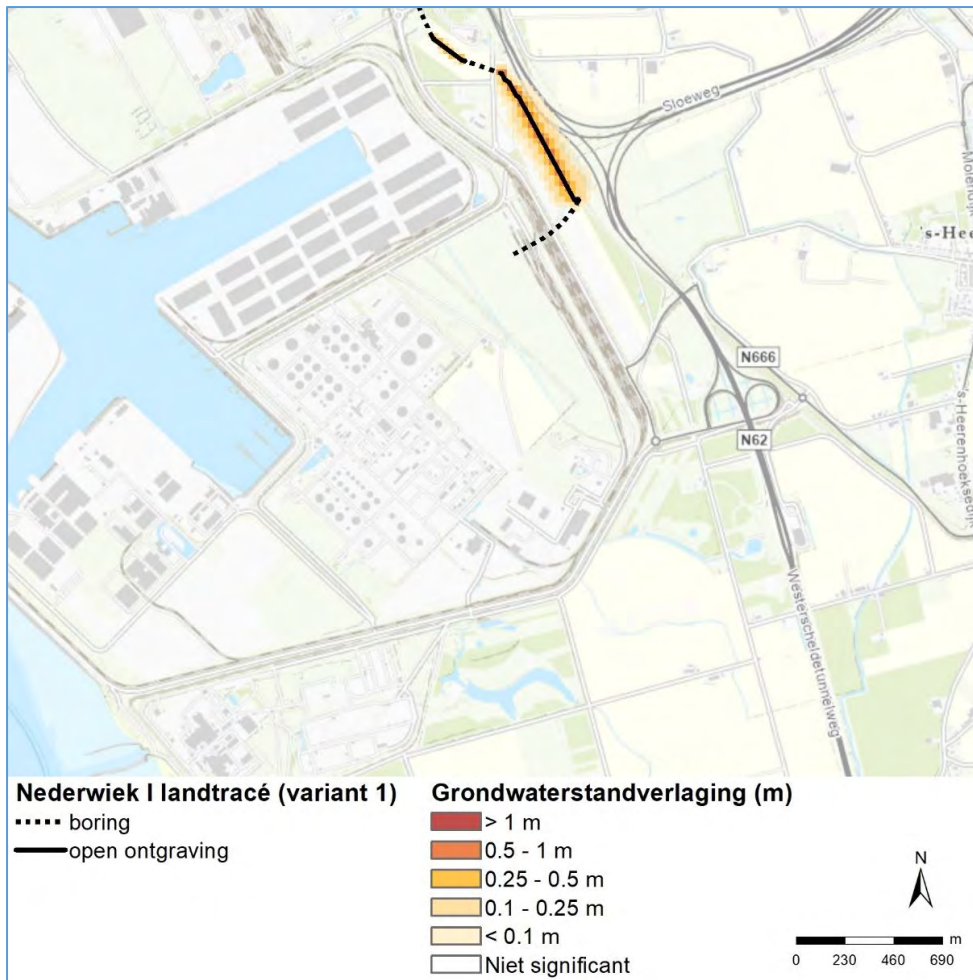 Sloeweg
Molendij
's-Hee
N666
N62
's-Heerenhoeksedijk
Westerscheldetunnelweg
Nederwiek I landtracé (variant 1)
boring
open ontgraving
Grondwaterstandverlaging (m)
> 1 m
0.5 - 1 m
0.25 - 0.5 m
0.1 - 0.25 m
< 0.1 m
Niet significant
N
m
0 230 460 690